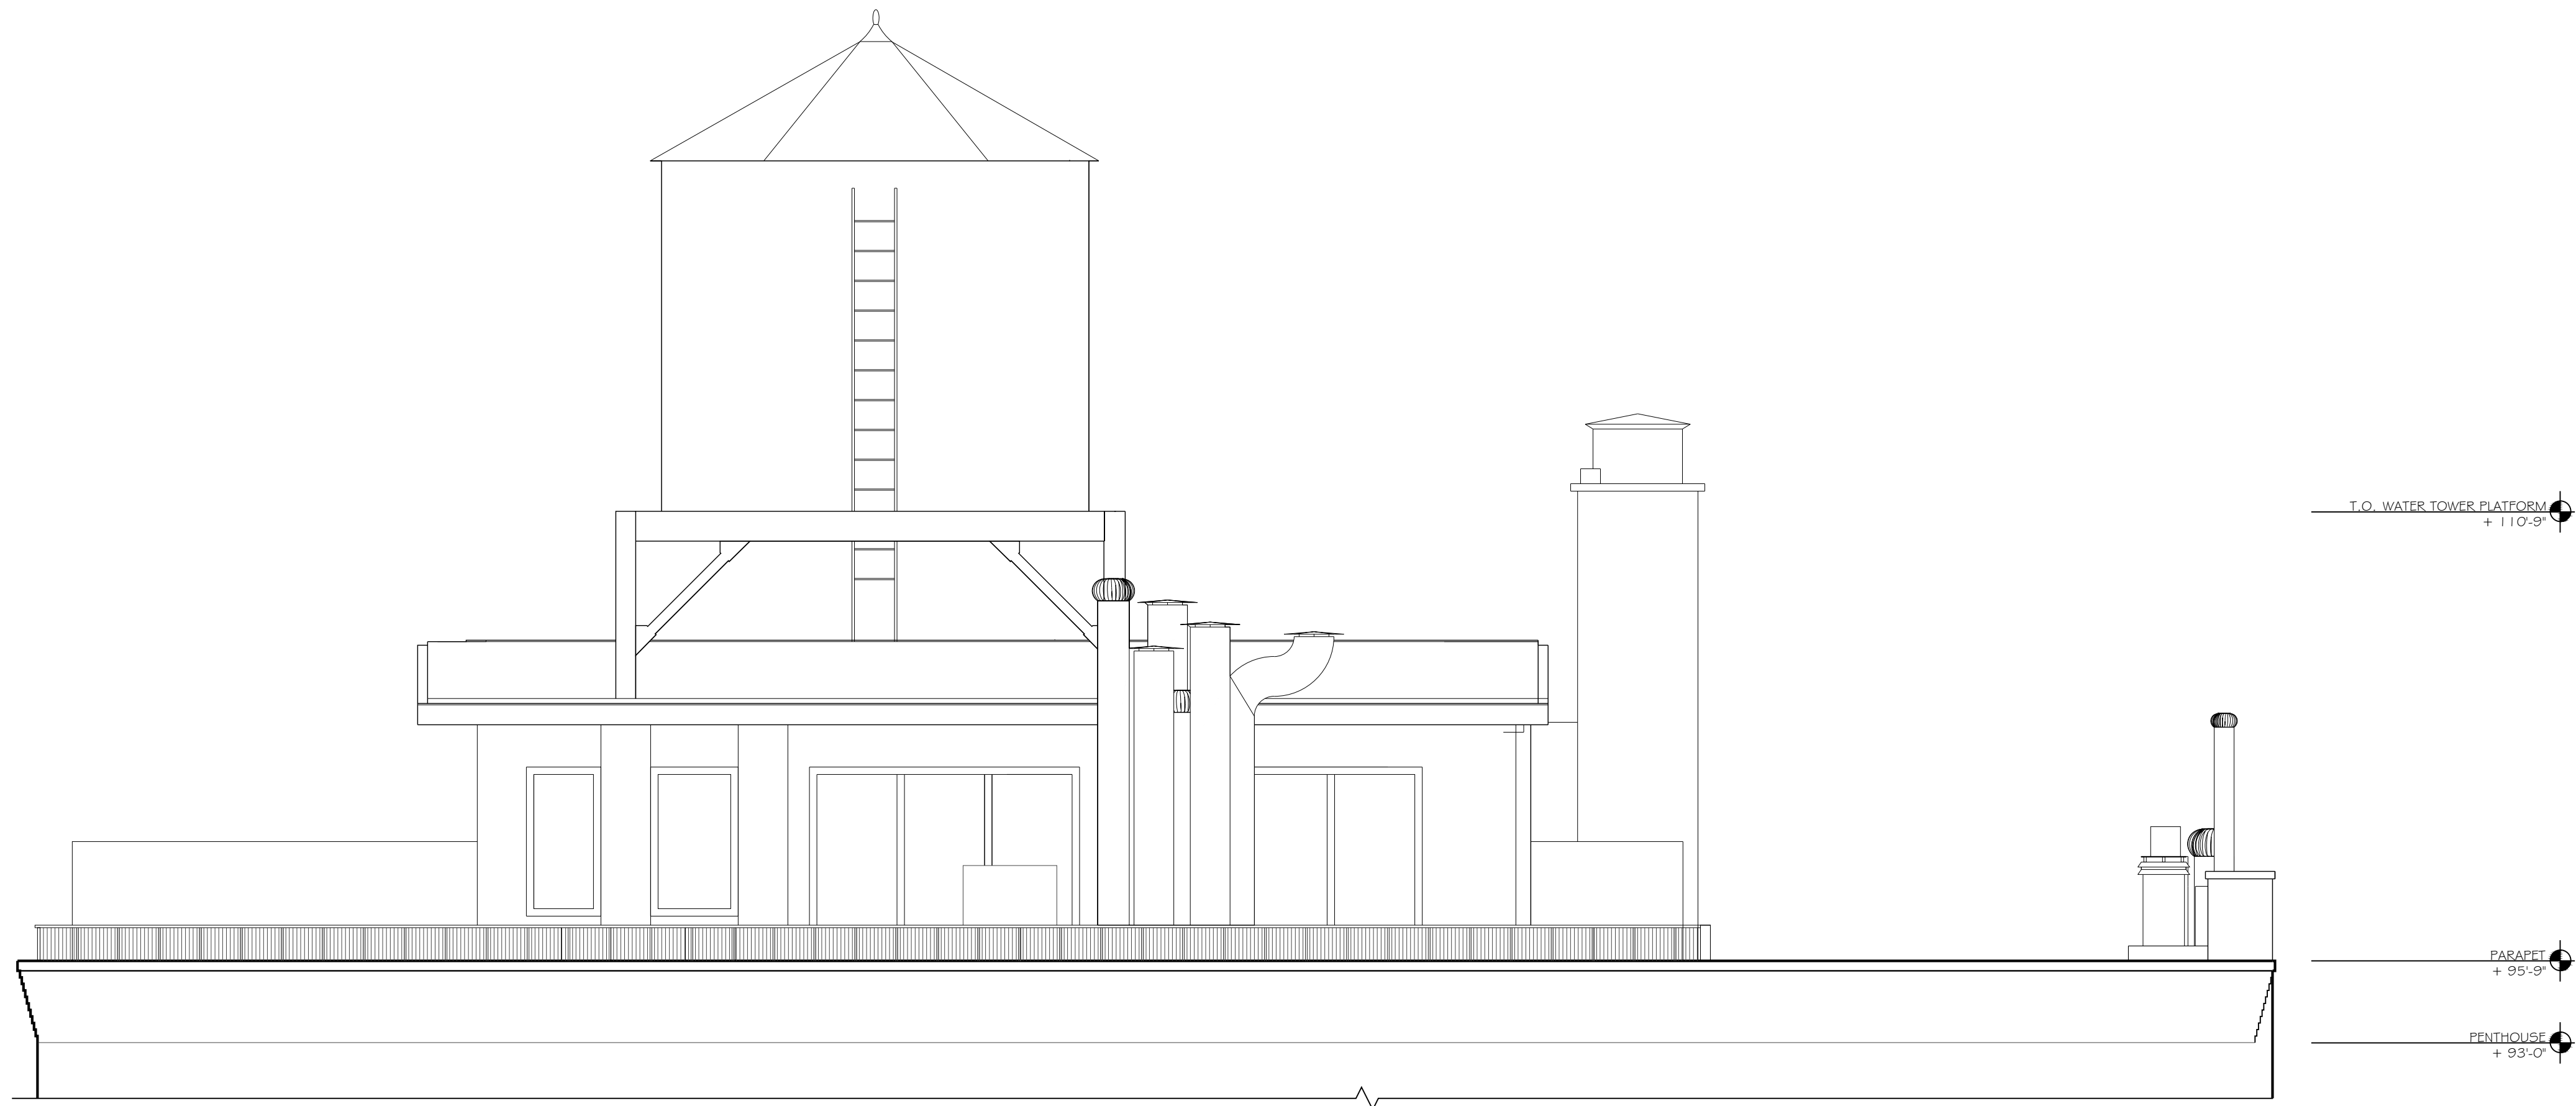 T.O. WATER TOWER PLATFORM
+ 110'-9"
PARAPET
+ 95'-9"
PENTHOUSE
+ 93'-0"